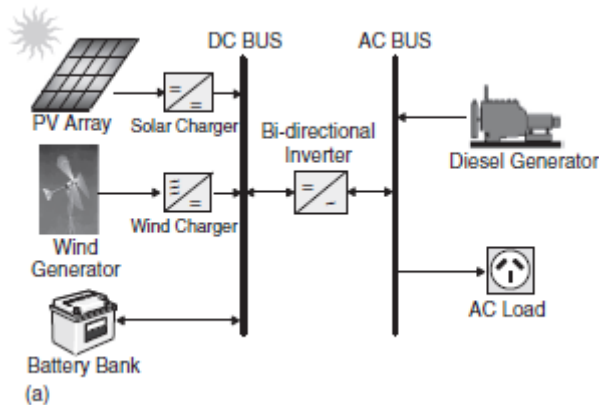 DC BUS
AC BUS
PV Array
Solar Charger
Bi-directional
Inverter
Diesel Generator
Wind
Generator
Wind Charger
AC Load
Battery Bank
(a)